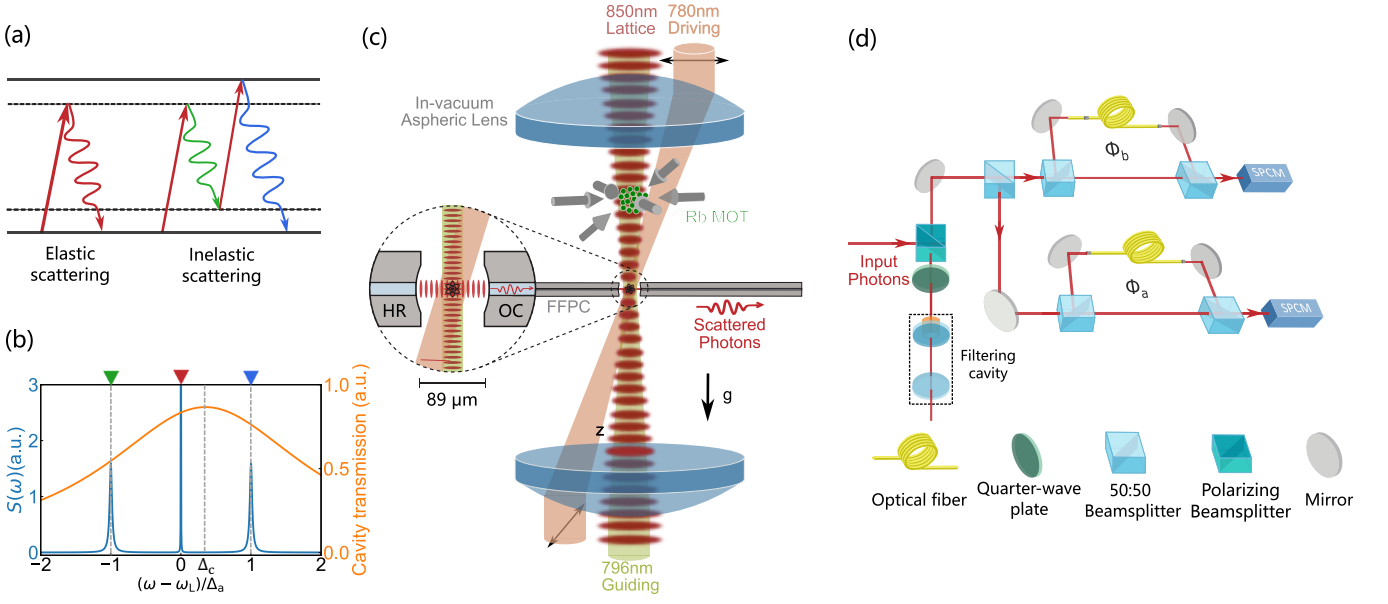 (a)
Elastic
scattering
Inelastic
scattering
(b)
S(ω)(a.u.)
3
2
1
0
Cavity transmission (a.u.)
1.0
0.5
0.0
−2
−1
0
Δc
1
2
(ω − ωL)/Δa
(c)
850nm
Lattice
780nm
Driving
In-vacuum
Aspheric Lens
Rb MOT
HR
OC
FFPC
Scattered
Photons
89 μm
g
z
796nm
Guiding
(d)
Φb
SPCM
Input
Photons
Φa
SPCM
Filtering
cavity
Optical fiber
Quarter-wave
plate
50:50
Beamsplitter
Polarizing
Beamsplitter
Mirror